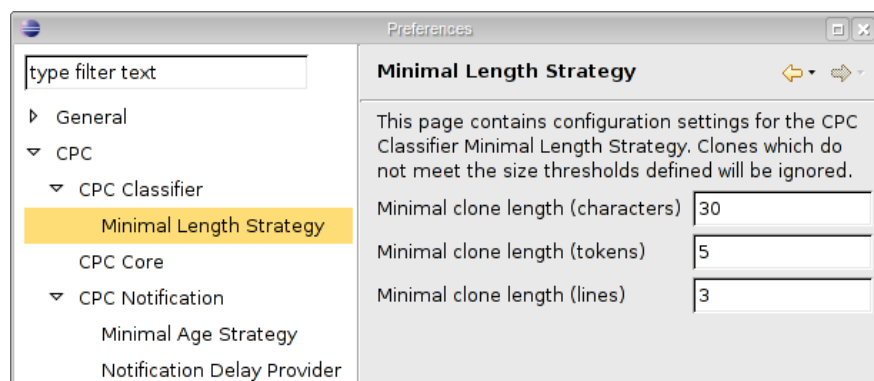 Preferences
type filter text
General
CPC
CPC Classifier
Minimal Length Strategy
CPC Core
CPC Notification
Minimal Age Strategy
Notification Delay Provider
Minimal Length Strategy
This page contains configuration settings for the CPC
Classifier Minimal Length Strategy. Clones which do
not meet the size thresholds defined will be ignored.
Minimal clone length (characters) 30
Minimal clone length (tokens) 5
Minimal clone length (lines) 3